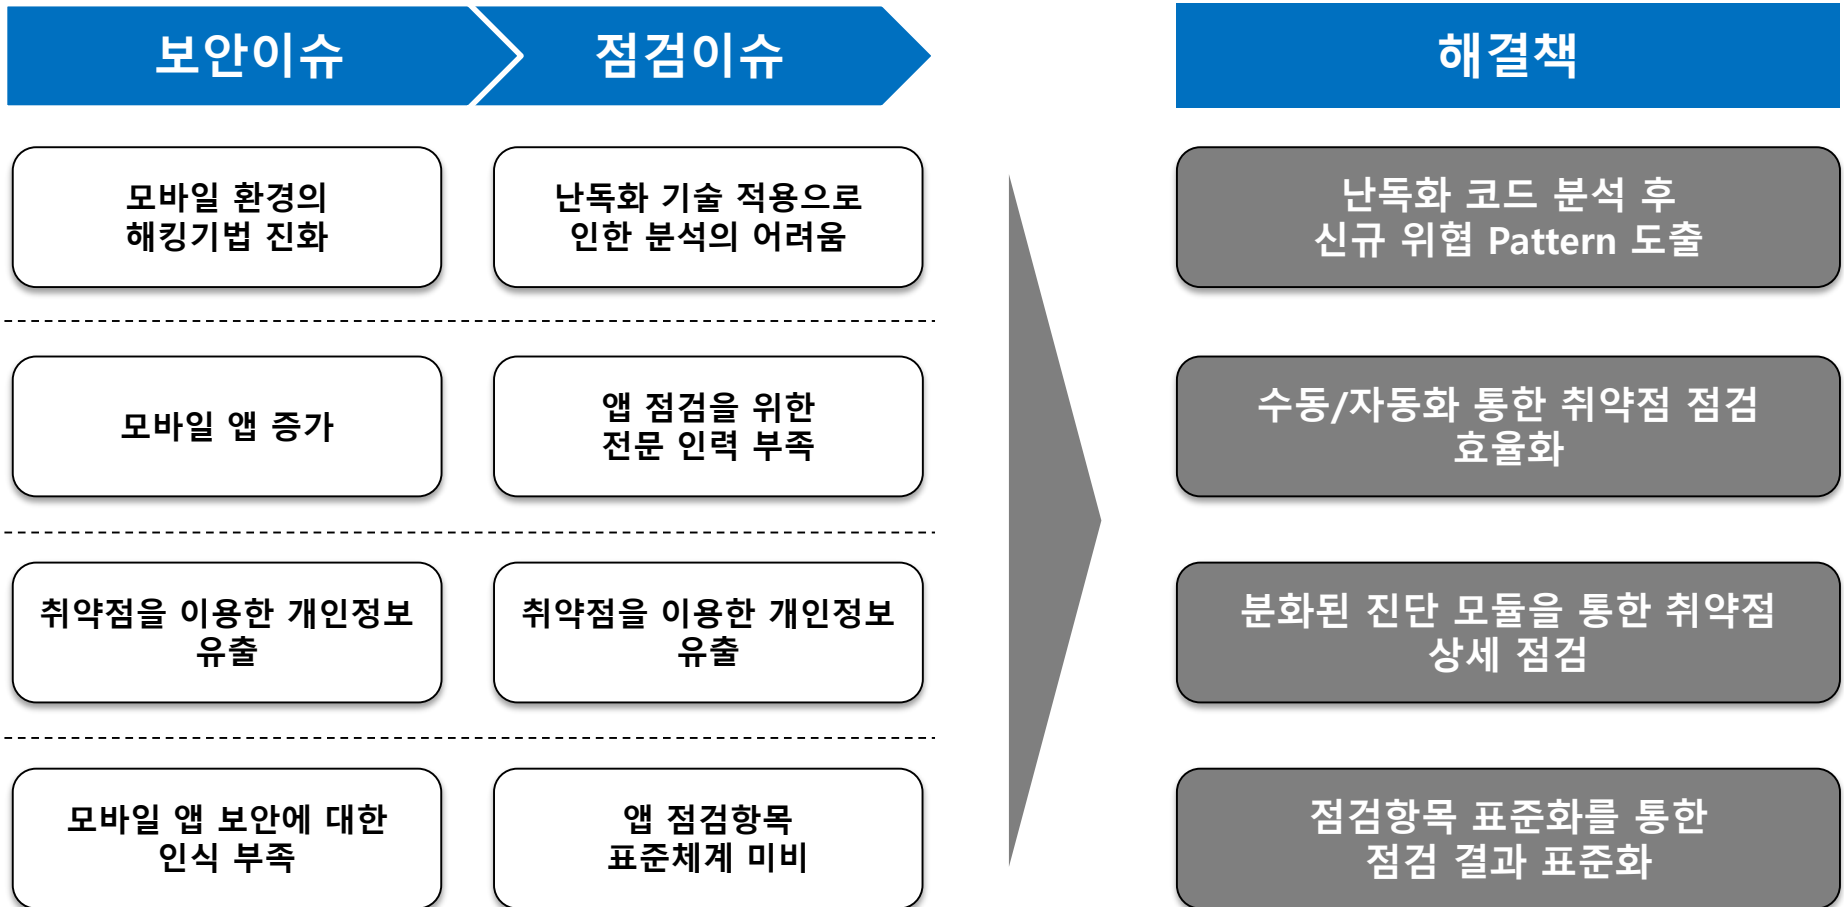 보안이슈
점검이슈
해결책
모바일 환경의
해킹기법 진화
난독화 기술 적용으로
인한 분석의 어려움
난독화 코드 분석 후
신규 위협 Pattern 도출
모바일 앱 증가
앱 점검을 위한
전문 인력 부족
수동/자동화 통한 취약점 점검
효율화
취약점을 이용한 개인정보
유출
취약점을 이용한 개인정보
유출
분화된 진단 모듈을 통한 취약점
상세 점검
모바일 앱 보안에 대한
인식 부족
앱 점검항목
표준체계 미비
점검항목 표준화를 통한
점검 결과 표준화